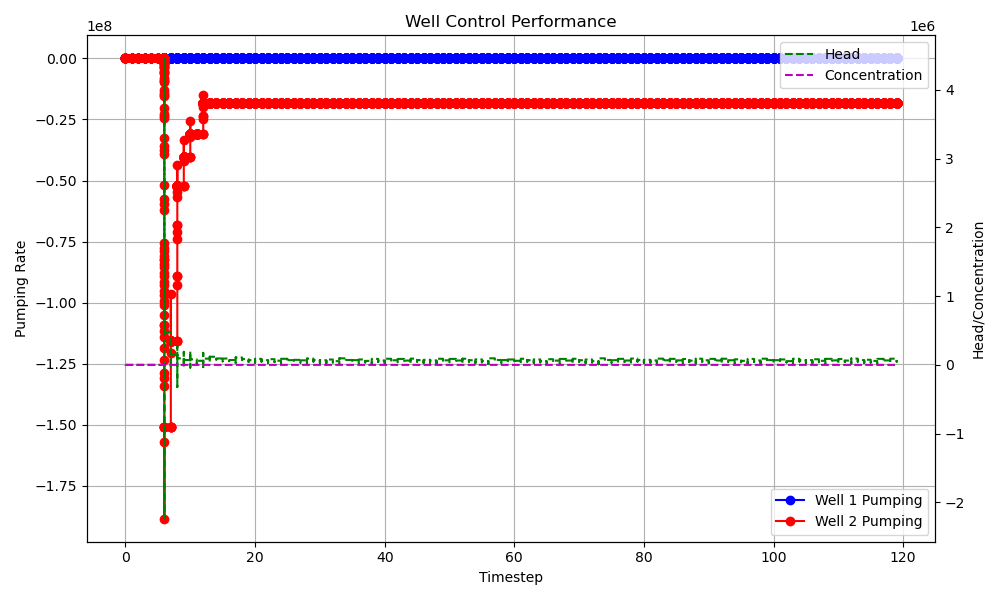 Well Control Performance
1e8
1e6
0.00
−0.25
−0.50
−0.75
−1.00
−1.25
−1.50
−1.75
Pumping Rate
4
3
2
1
0
−1
−2
Head/Concentration
Head
Concentration
Well 1 Pumping
Well 2 Pumping
0
20
40
60
80
100
120
Timestep